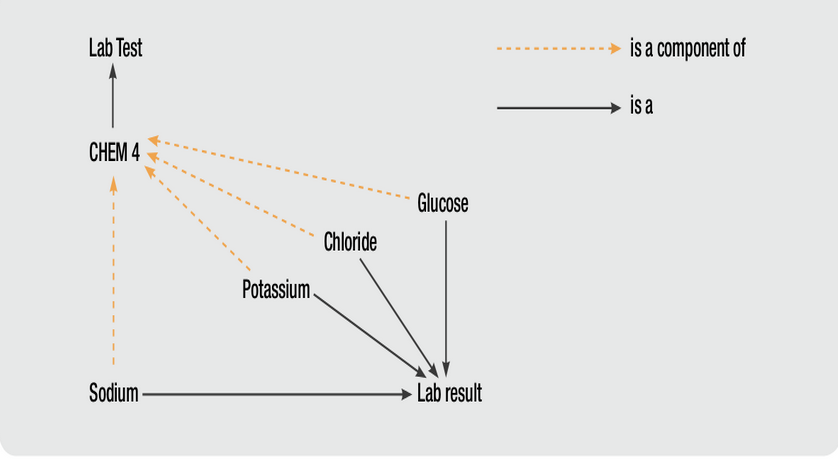 Lab Test
is a component of
is a
CHEM 4
Glucose
Chloride
Potassium
Sodium
Lab result